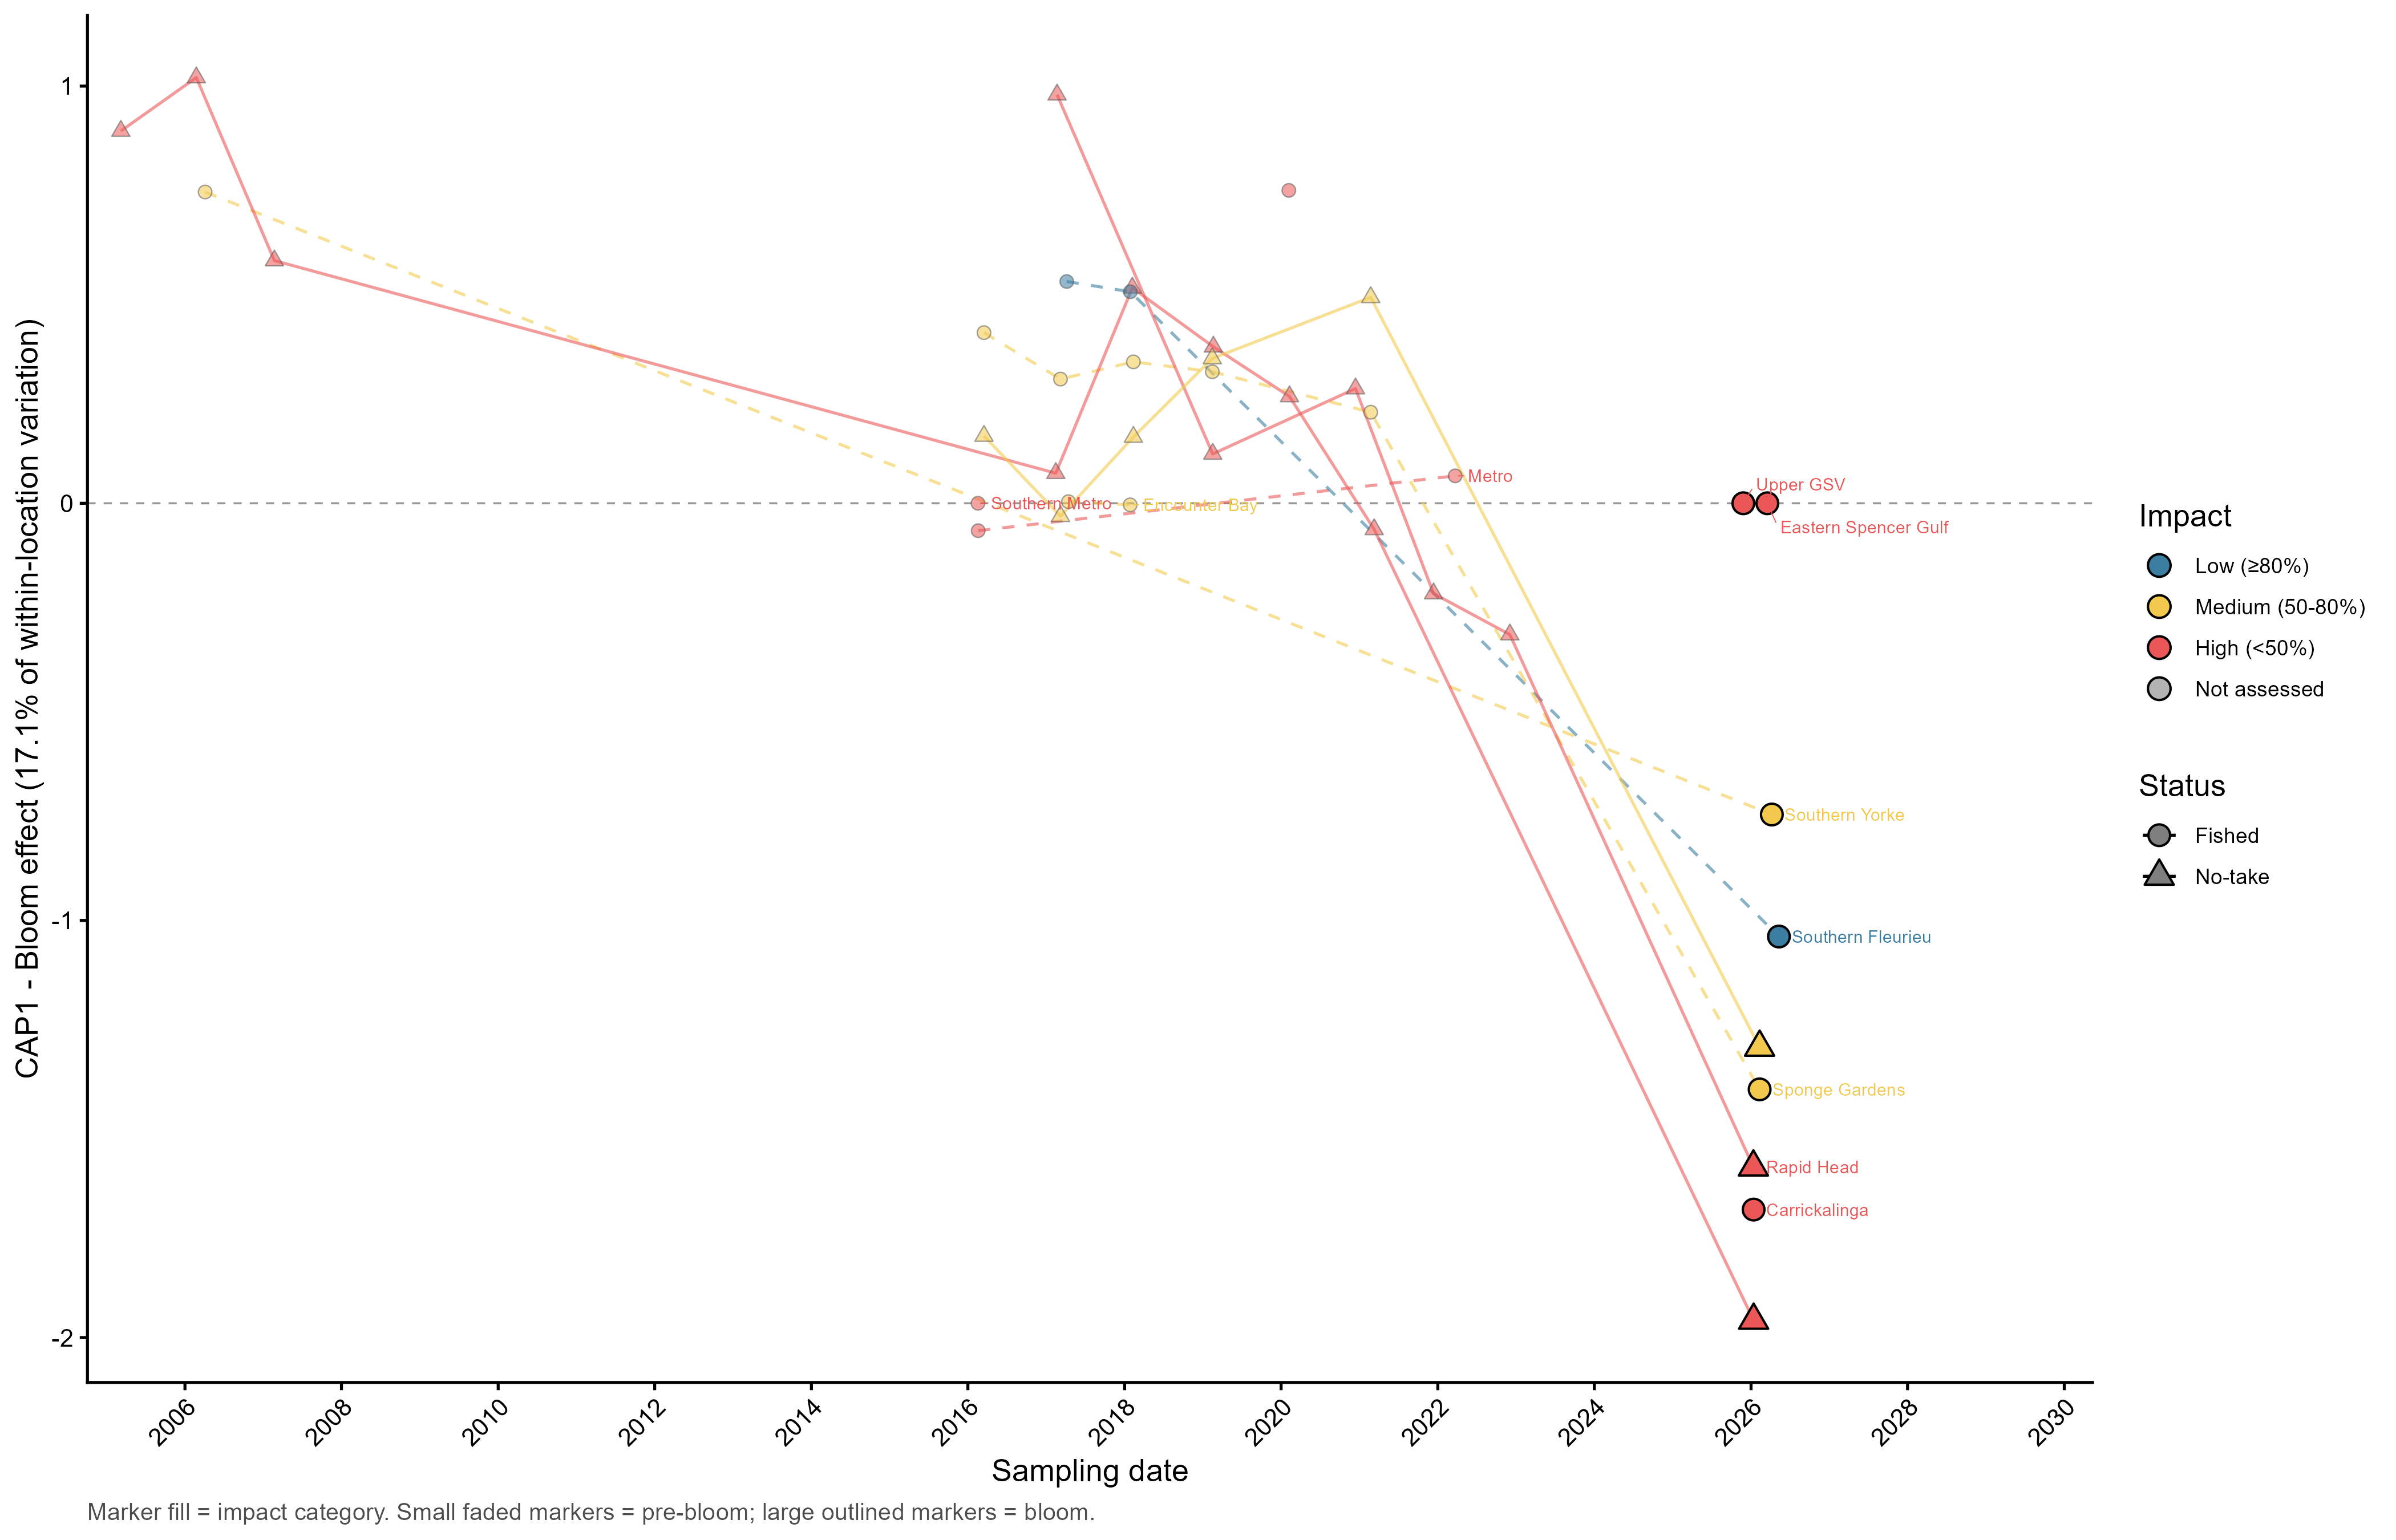 CAP1 - Bloom effect (17.1% of within-location variation)
1
0
-1
-2
Southern Metro
Encounter Bay
Metro
Upper GSV
Eastern Spencer Gulf
Southern Yorke
Southern Fleurieu
Sponge Gardens
Rapid Head
Carrickalinga
2006
2008
2010
2012
2014
2016
2018
2020
2022
2024
2026
2028
2030
Sampling date
Impact
Low (≥80%)
Medium (50-80%)
High (<50%)
Not assessed
Status
Fished
No-take
Marker fill = impact category. Small faded markers = pre-bloom; large outlined markers = bloom.